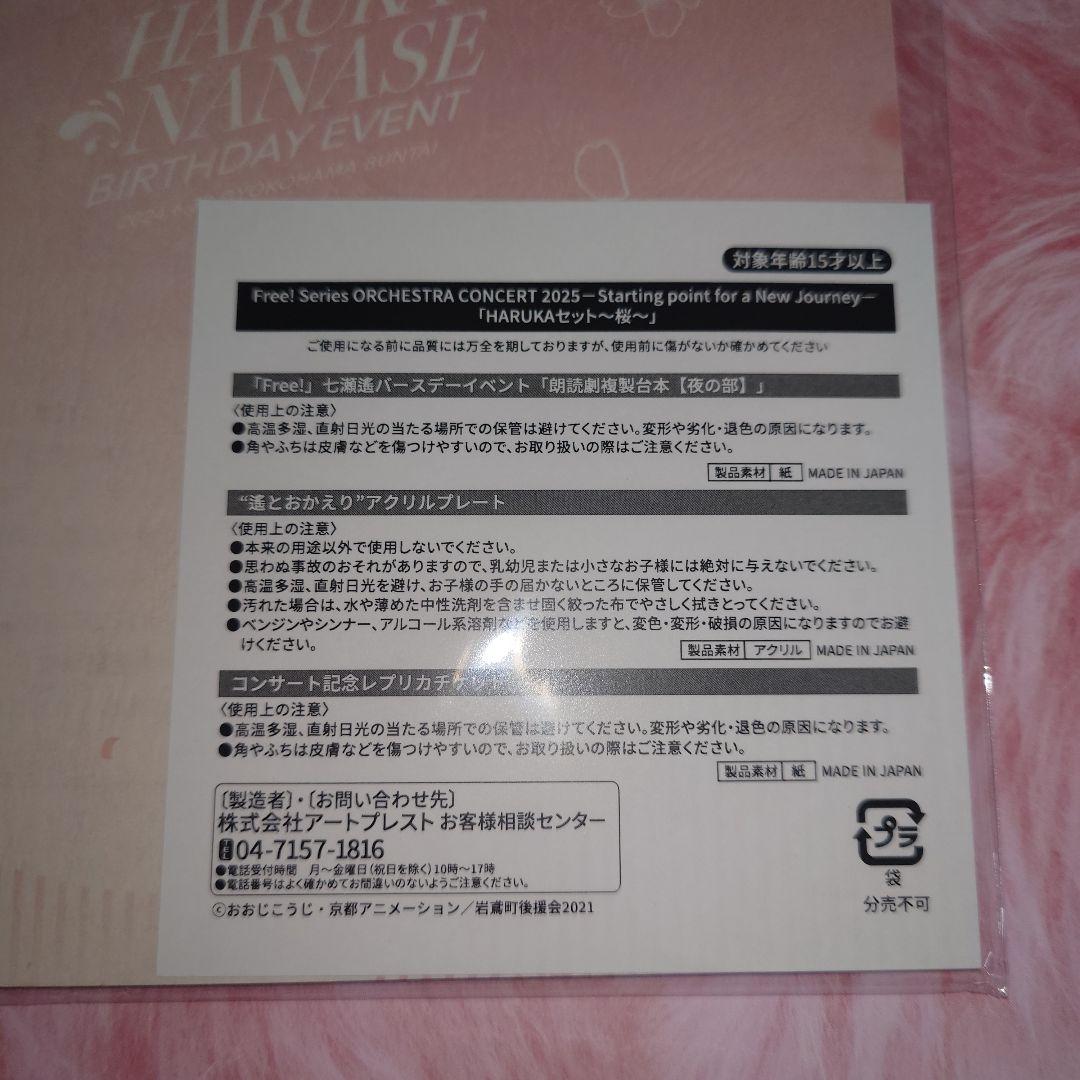 HARUKA
NANASE
BIRTHDAY EVENT
YOKOHAMA BUNTAI
対象年齢15才以上
Free! Series ORCHESTRA CONCERT 2025－Starting point for a New Journey－
「HARUKAセット～桜～」
ご使用になる前に品質には万全を期しておりますが、使用前に傷がないか確かめてください
「Free!」七瀬遙バースデーイベント「朗読劇複製台本【夜の部】」
〈使用上の注意〉
●高温多湿、直射日光の当たる場所での保管は避けてください。変形や劣化・退色の原因になります。
●角やふちは皮膚などを傷つけやすいので、お取り扱いの際はご注意ください。
製品素材 紙 MADE IN JAPAN
“遙とおかえり”アクリルプレート
〈使用上の注意〉
●本来の用途以外で使用しないでください。
●思わぬ事故のおそれがありますので、乳幼児または小さなお子様には絶対に与えないでください。
●高温多湿、直射日光を避け、お子様の手の届かないところに保管してください。
●汚れた場合は、水や薄めた中性洗剤を含ませ固く絞った布でやさしく拭きとってください。
●ベンジンやシンナー、アルコール系溶剤などを使用しますと、変色・変形・破損の原因になりますのでお避
けください。
製品素材 アクリル MADE IN JAPAN
コンサート記念レプリカチケット
〈使用上の注意〉
●高温多湿、直射日光の当たる場所での保管は避けてください。変形や劣化・退色の原因になります。
●角やふちは皮膚などを傷つけやすいので、お取り扱いの際はご注意ください。
製品素材 紙 MADE IN JAPAN
〔製造者〕・〔お問い合わせ先〕
株式会社アートプレスト お客様相談センター
TEL 04-7157-1816
●電話受付時間 月～金曜日(祝日を除く)10時～17時
●電話番号はよく確かめてお間違いのないようご注意ください。
©おおじこうじ・京都アニメーション／岩鳶町後援会2021
プラ
袋
分売不可